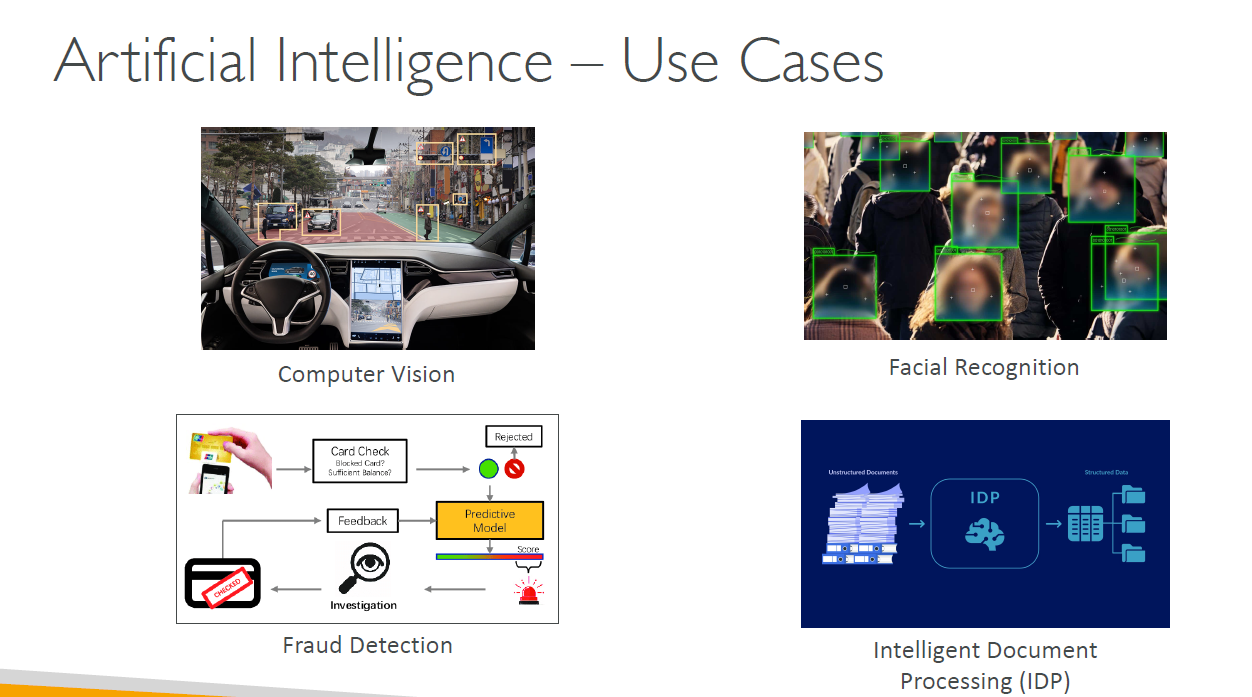 Artificial Intelligence – Use Cases
Computer Vision
Facial Recognition
Card Check
Blocked Card?
Sufficient Balance?
Rejected
Feedback
Predictive
Model
Score
CHECKED
Investigation
Fraud Detection
Unstructured Documents
IDP
Structured Data
Intelligent Document
Processing (IDP)